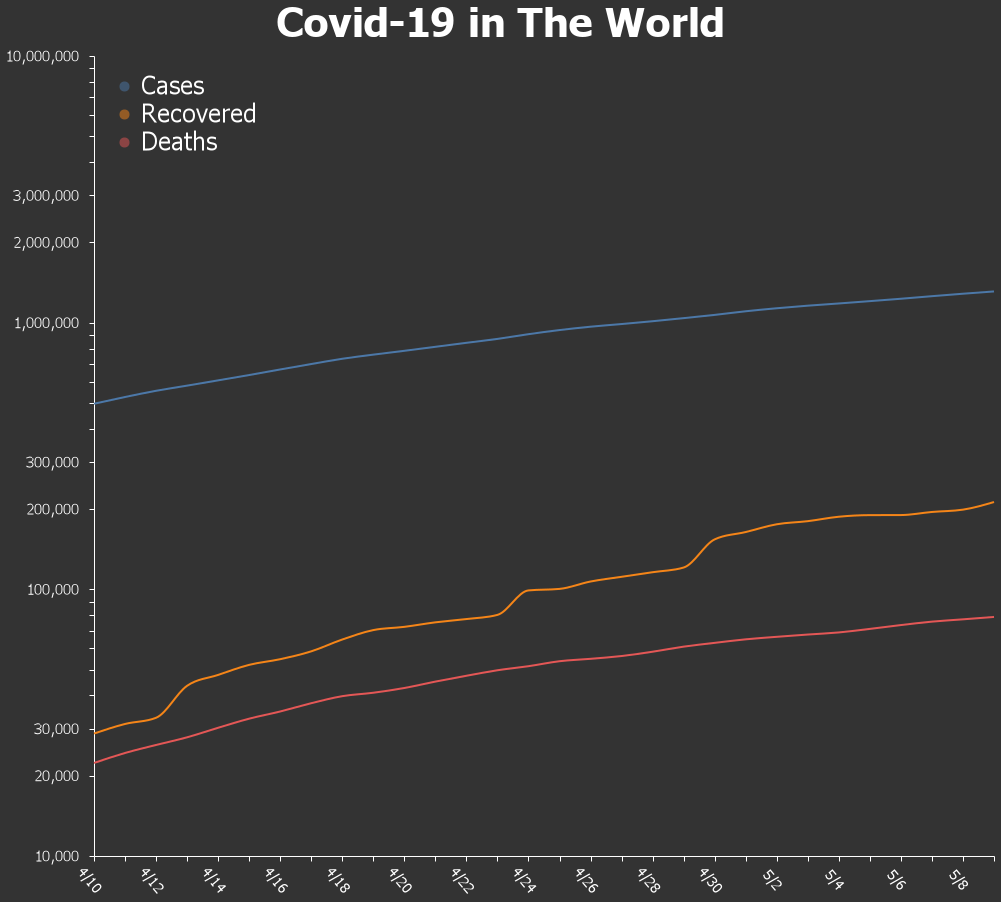 Covid-19 in The World
10,000,000
Cases
Recovered
Deaths
3,000,000
2,000,000
1,000,000
300,000
200,000
100,000
30,000
20,000
10,000
4/10 4/12 4/14 4/16 4/18 4/20 4/22 4/24 4/26 4/28 4/30 5/2 5/4 5/6 5/8